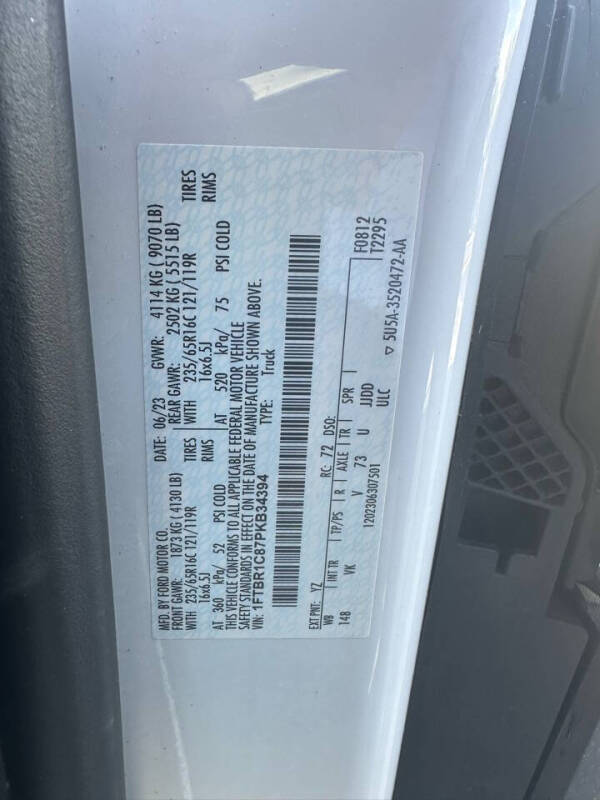 MFD. BY FORD MOTOR CO.
DATE: 06/23 GVWR: 4114 KG ( 9070 LB)
FRONT GAWR: 1873 KG ( 4130 LB) REAR GAWR: 2502 KG ( 5515 LB)
WITH 235/65R16C 121/119R TIRES WITH 235/65R16C 121/119R TIRES
16x6.5J RIMS 16x6.5J RIMS
AT 360 kPa/ 52 PSI COLD AT 520 kPa/ 75 PSI COLD
THIS VEHICLE CONFORMS TO ALL APPLICABLE FEDERAL MOTOR VEHICLE
SAFETY STANDARDS IN EFFECT ON THE DATE OF MANUFACTURE SHOWN ABOVE.
VIN: 1FTBR1C87PKB34394 TYPE: Truck
EXT PNT: YZ RC: 72 DSO: F0812
WB INT TR TP/PS R AXLE TR SPR T2295
148 VK V 73 U JJDD
1202306307501 ULC ▽ 5U5A-3520472-AA